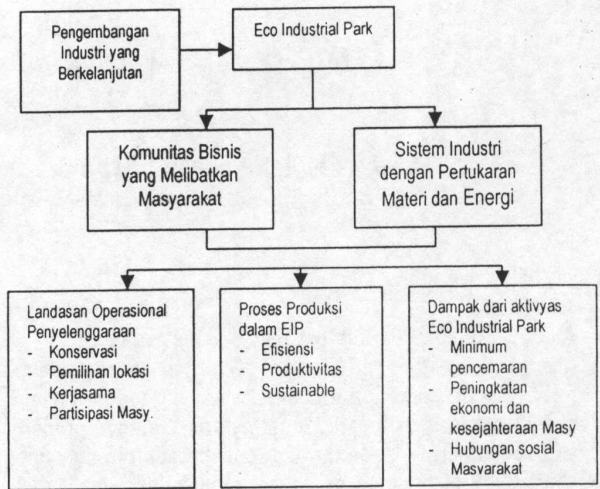 Pengembangan
Industri yang
Berkelanjutan
Eco Industrial Park
Komunitas Bisnis
yang Melibatkan
Masyarakat
Sistem Industri
dengan Pertukaran
Materi dan Energi
Landasan Operasional
Penyelenggaraan
- Konservasi
- Pemilihan lokasi
- Kerjasama
- Partisipasi Masy.
Proses Produksi
dalam EIP
- Efisiensi
- Produktivitas
- Sustainable
Dampak dari aktivyas
Eco Industrial Park
- Minimum
pencemaran
- Peningkatan
ekonomi dan
kesejahteraan Masy
- Hubungan sosial
Masyarakat